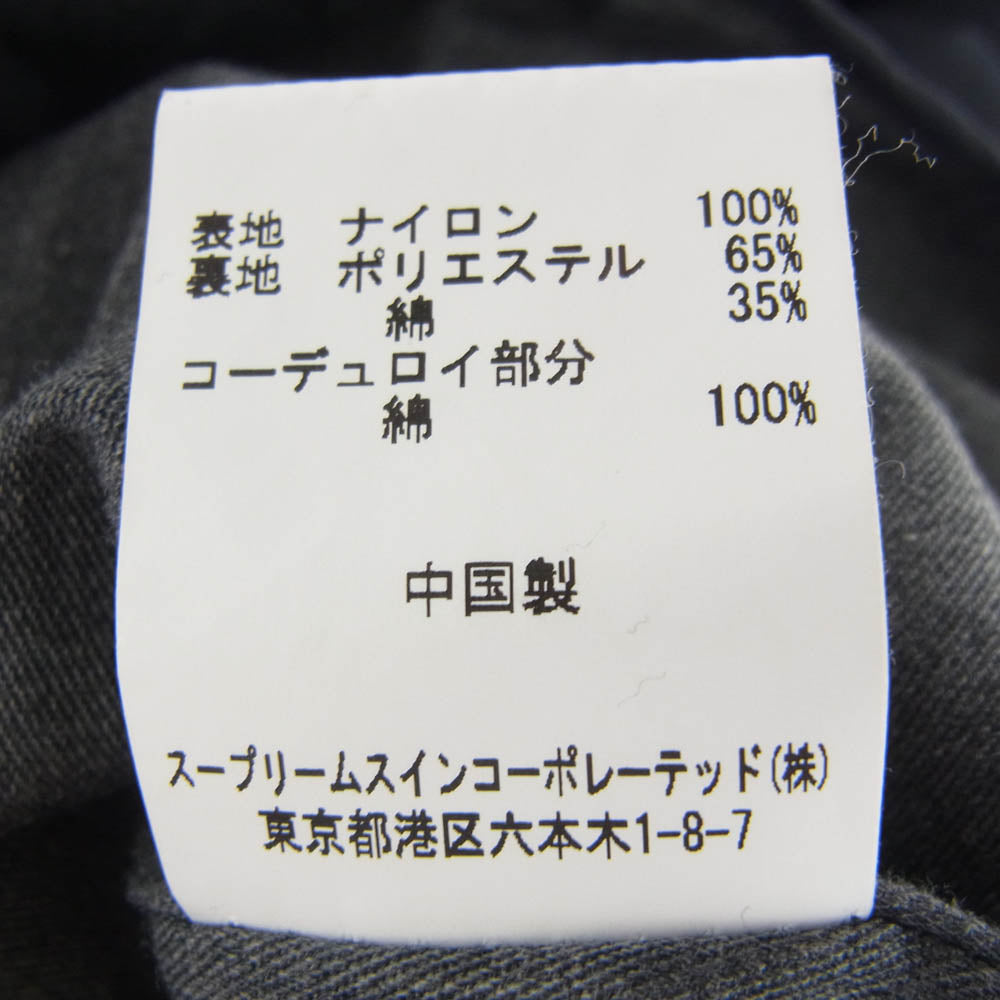 表地 ナイロン 100%
裏地 ポリエステル 65%
綿 35%
コーデュロイ部分
綿 100%
中国製
スープリームスインコーポレーテッド(株)
東京都港区六本木1-8-7